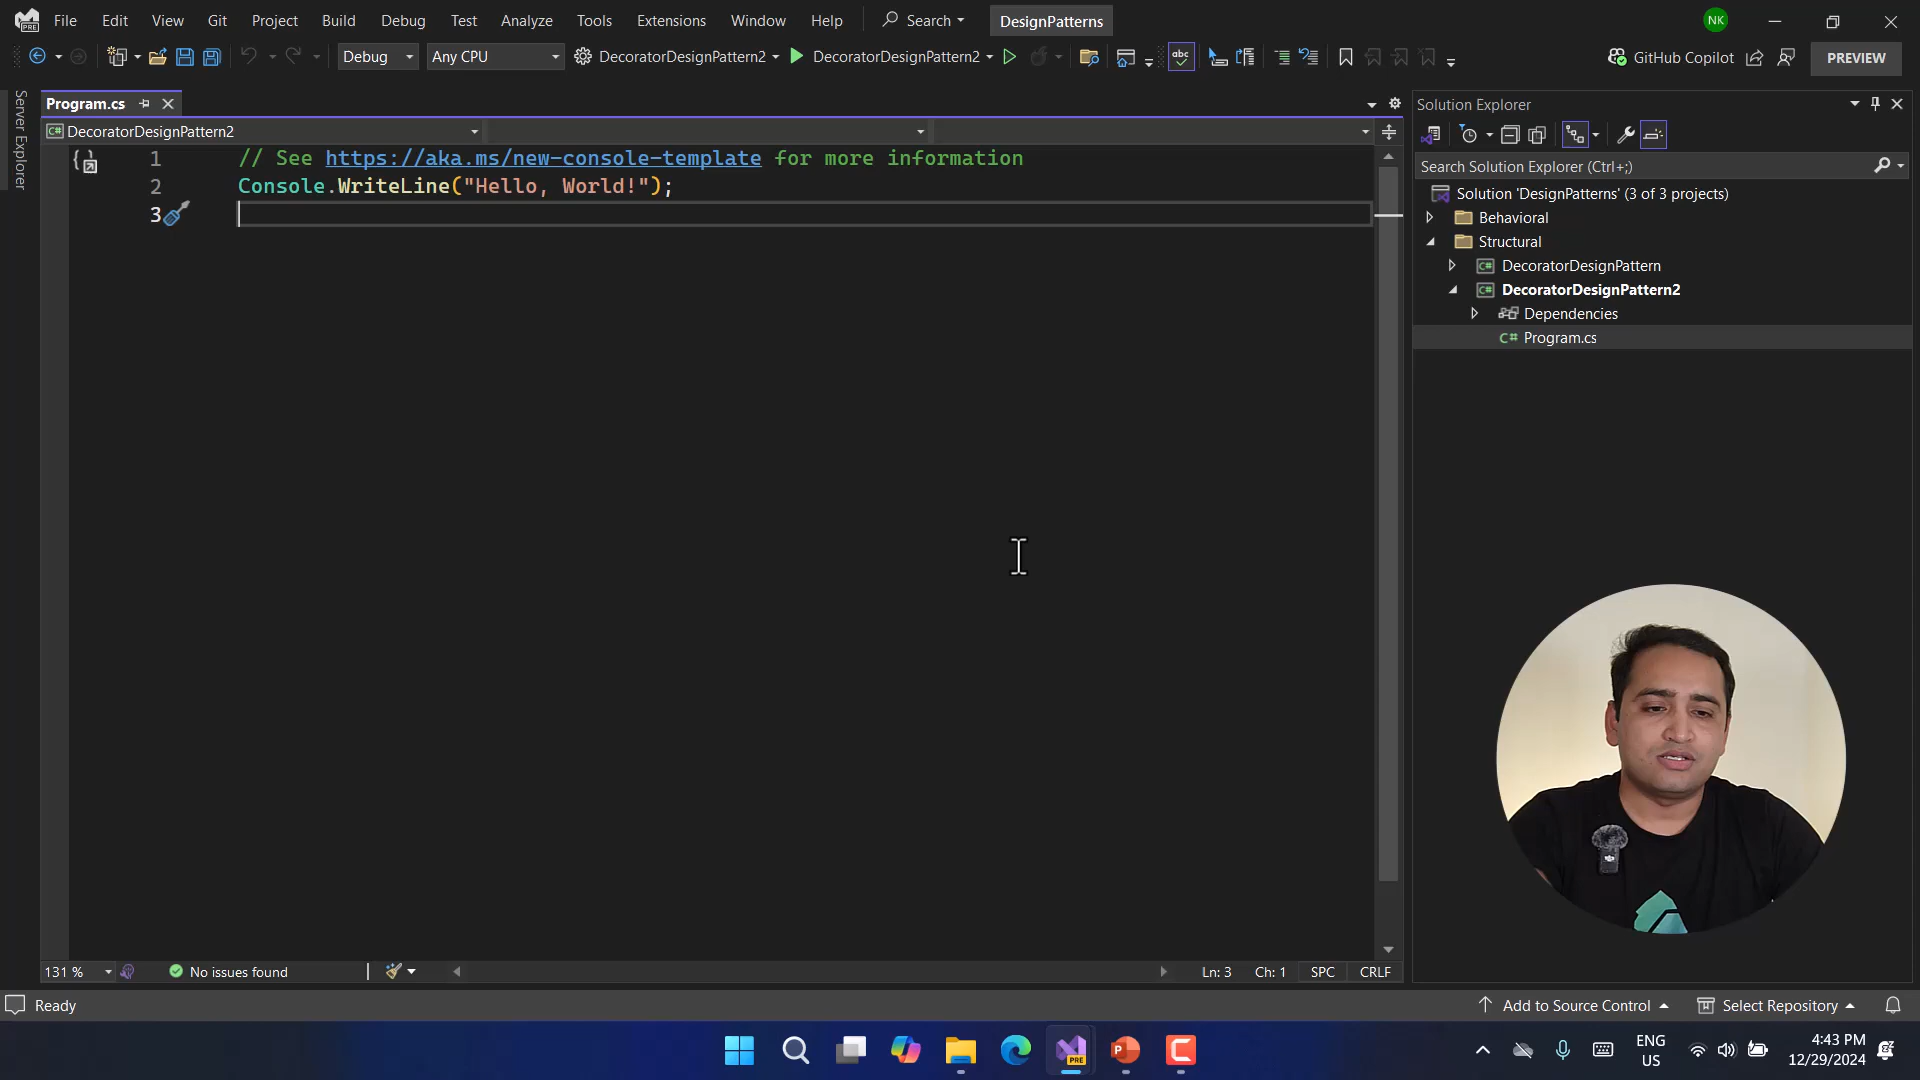 PRE
File
Edit
View
Git
Project
Build
Debug
Test
Analyze
Tools
Extensions
Window
Help
Search
DesignPatterns
NK
Debug
Any CPU
DecoratorDesignPattern2
DecoratorDesignPattern2
abc
GitHub Copilot
PREVIEW
Server Explorer
Program.cs
C# DecoratorDesignPattern2
1 // See https://aka.ms/new-console-template for more information
2 Console.WriteLine("Hello, World!");
3
Solution Explorer
Search Solution Explorer (Ctrl+;)
Solution 'DesignPatterns' (3 of 3 projects)
Behavioral
Structural
C# DecoratorDesignPattern
C# DecoratorDesignPattern2
Dependencies
C# Program.cs
131 %
No issues found
Ln: 3
Ch: 1
SPC
CRLF
Ready
Add to Source Control
Select Repository
PRE
P
C
ENG
US
4:43 PM
12/29/2024